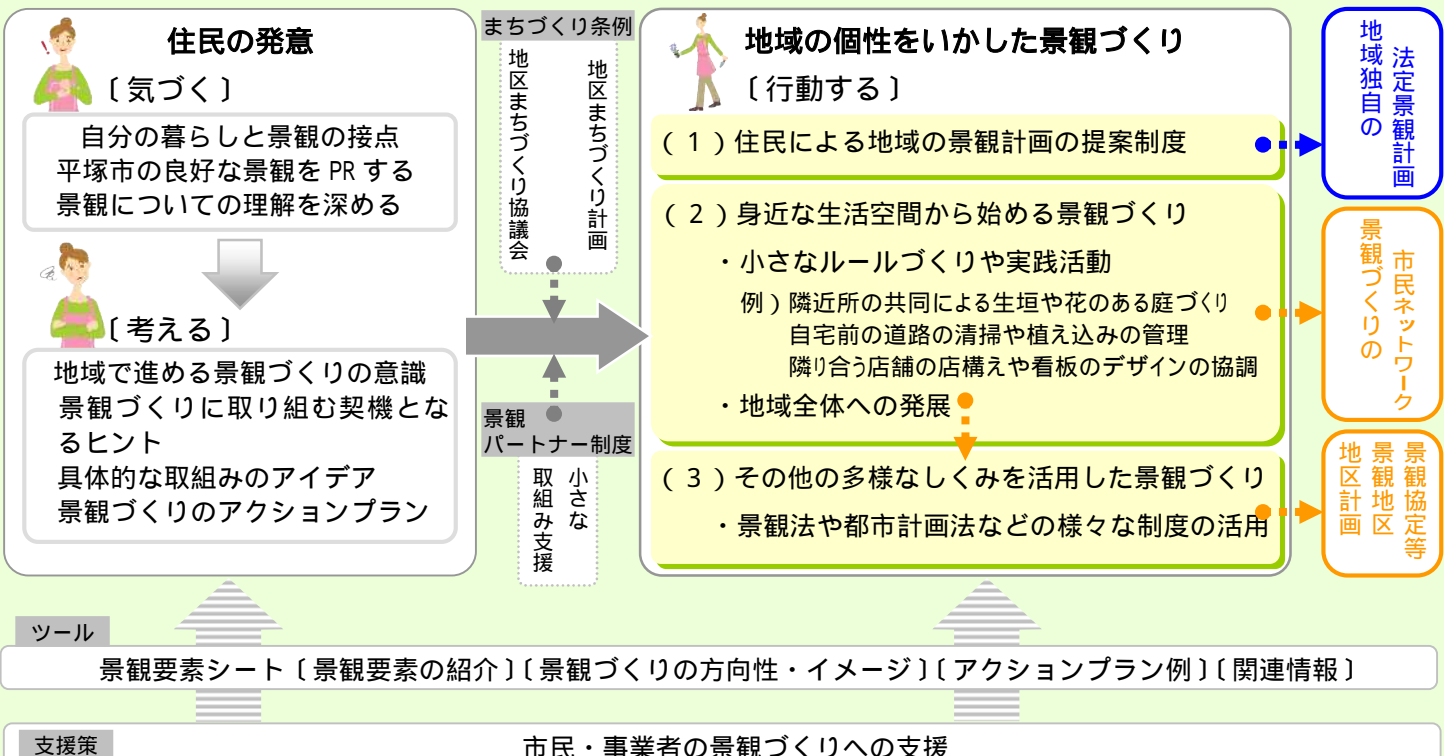 住民の発意
〔気づく〕
自分の暮らしと景観の接点
平塚市の良好な景観を PR する
景観についての理解を深める
〔考える〕
地域で進める景観づくりの意識
景観づくりに取り組む契機とな
るヒント
具体的な取組みのアイデア
景観づくりのアクションプラン
まちづくり条例
地区まちづくり計画
地区まちづくり協議会
景観
パートナー制度
小さな
取組み支援
地域の個性をいかした景観づくり
〔行動する〕
(1)住民による地域の景観計画の提案制度
(2)身近な生活空間から始める景観づくり
・小さなルールづくりや実践活動
例)隣近所の共同による生垣や花のある庭づくり
自宅前の道路の清掃や植え込みの管理
隣り合う店舗の店構えや看板のデザインの協調
・地域全体への発展
(3)その他の多様なしくみを活用した景観づくり
・景観法や都市計画法などの様々な制度の活用
地域独自の
法定景観計画
景観づくりの
市民ネットワーク
景観協定等
景観地区
地区計画
ツール
景観要素シート〔景観要素の紹介〕〔景観づくりの方向性・イメージ〕〔アクションプラン例〕〔関連情報〕
支援策
市民・事業者の景観づくりへの支援